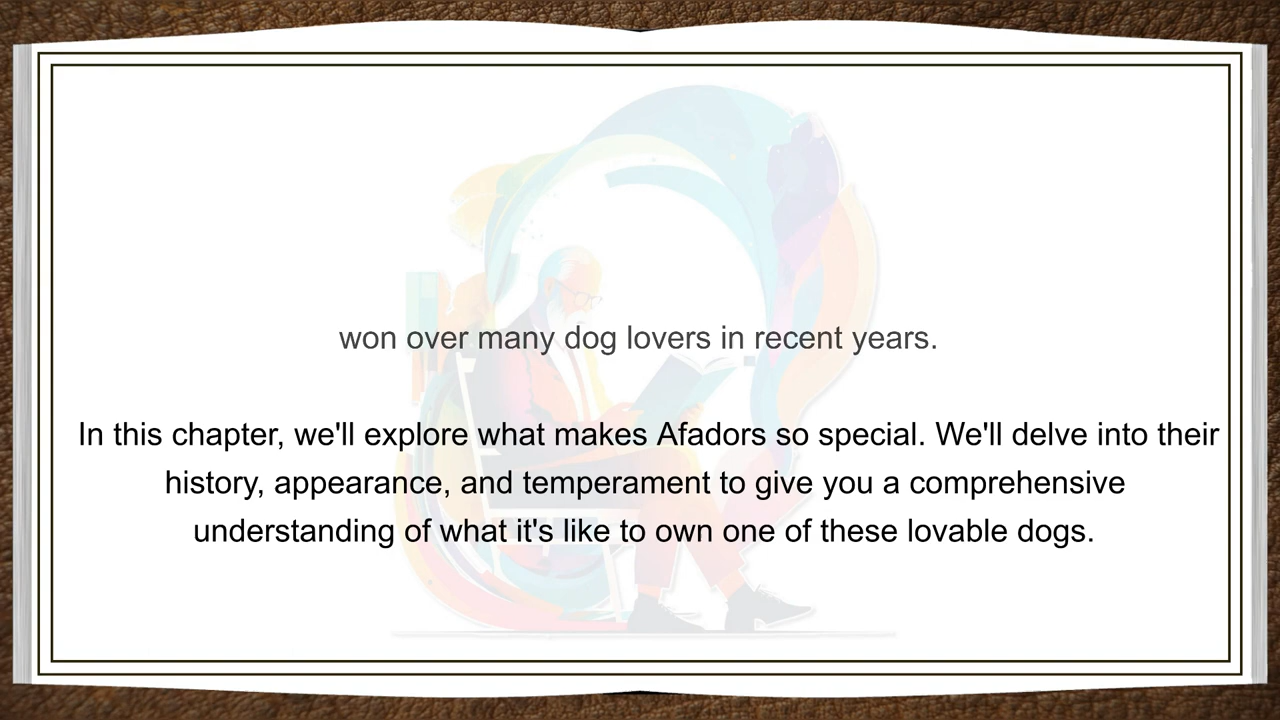 won over many dog lovers in recent years.
In this chapter, we'll explore what makes Afadors so special. We'll delve into their
history, appearance, and temperament to give you a comprehensive
understanding of what it's like to own one of these lovable dogs.